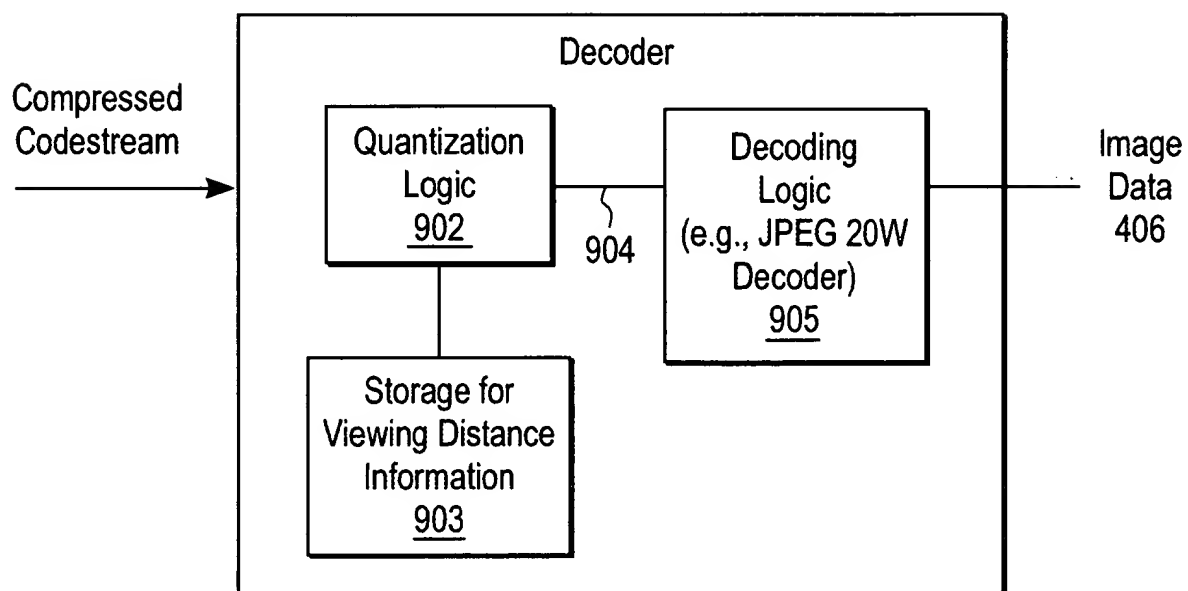 Decoder
Compressed
Codestream
Quantization
Logic
902
904
Decoding
Logic
(e.g., JPEG 20W
Decoder)
905
Image
Data
406
Storage for
Viewing Distance
Information
903